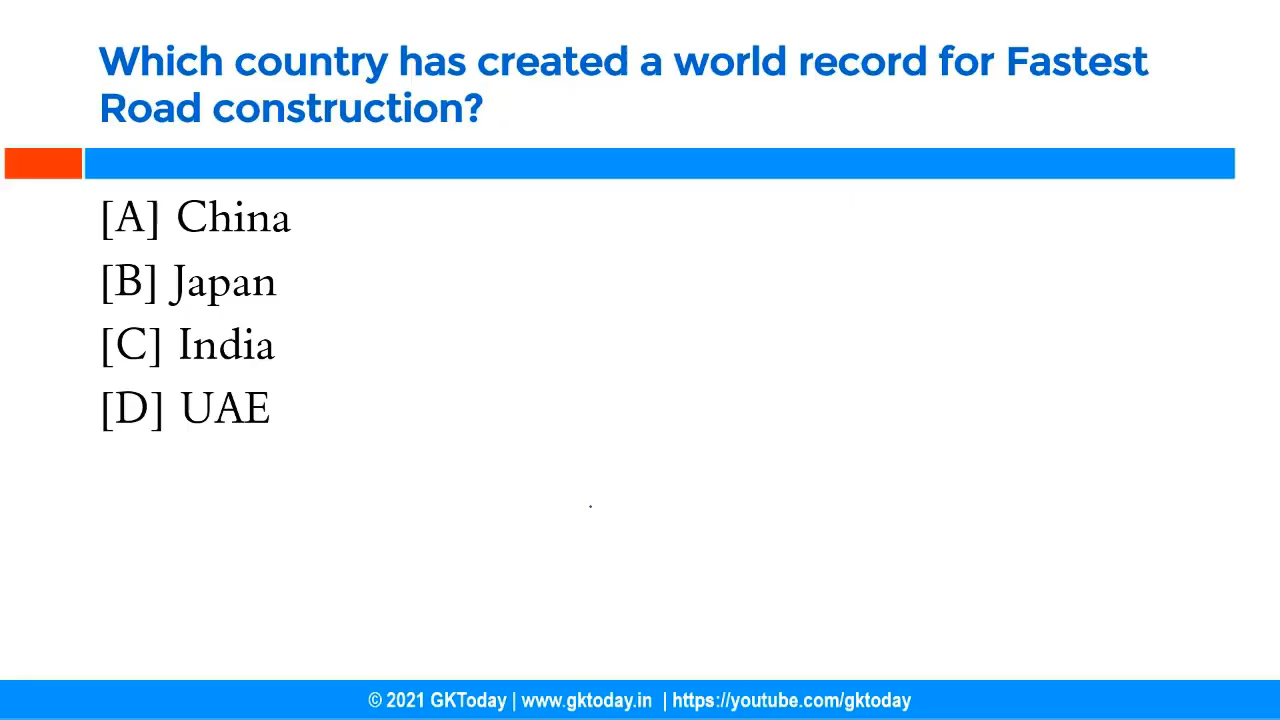 Which country has created a world record for Fastest
Road construction?
[A] China
[B] Japan
[C] India
[D] UAE
© 2021 GKToday | www.gktoday.in | https://youtube.com/gktoday